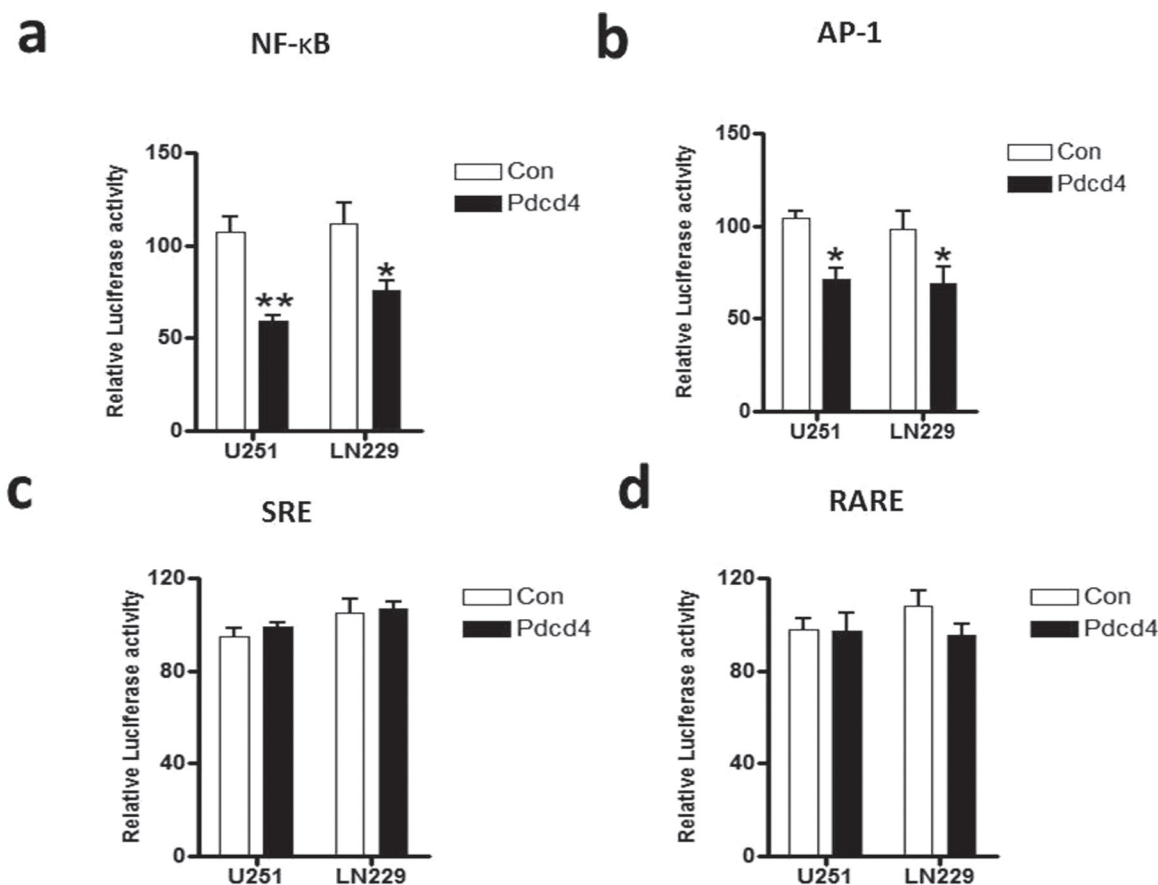 a
NF-κB
Relative Luciferase activity
150
100
50
0
**
*
U251
LN229
Con
Pdcd4
b
AP-1
Relative Luciferase activity
150
100
50
0
*
*
U251
LN229
Con
Pdcd4
c
SRE
Relative Luciferase activity
120
80
40
0
U251
LN229
Con
Pdcd4
d
RARE
Relative Luciferase activity
120
80
40
0
U251
LN229
Con
Pdcd4